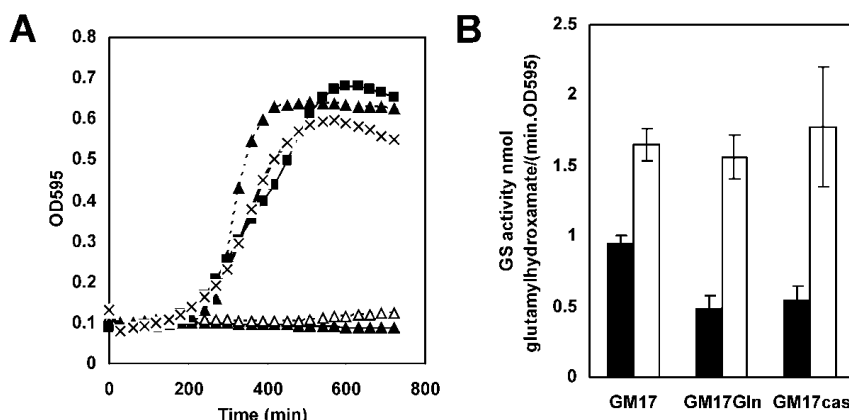 A
0.8
0.7
0.6
0.5
0.4
0.3
0.2
0.1
0
OD595
0 200 400 600 800
Time (min)
B
2.5
2
1.5
1
0.5
0
GS activity nmol
glutamylhydroxamate/(min.OD595)
GM17 GM17Gln GM17cas